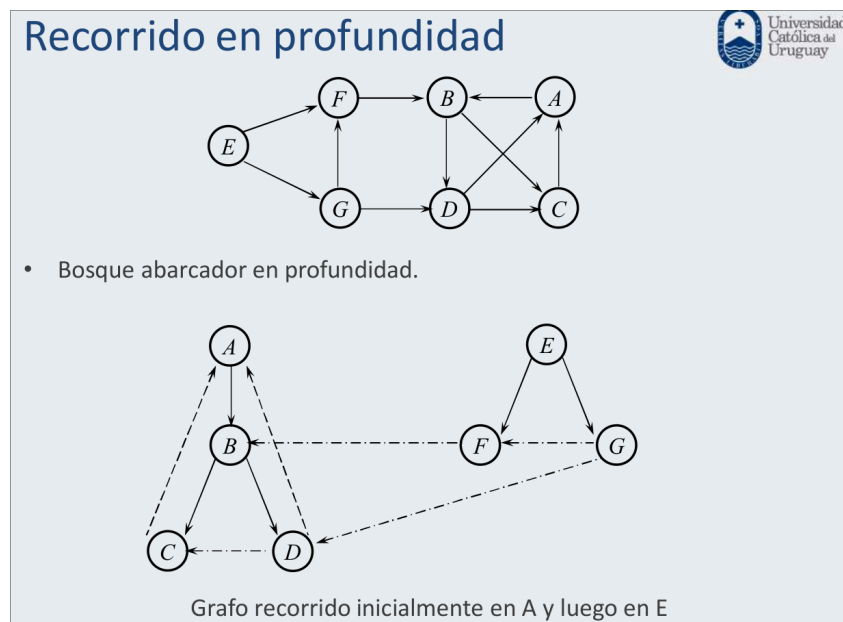 Recorrido en profundidad
Universidad
Católica del
Uruguay
F
B
A
E
G
D
C
• Bosque abarcador en profundidad.
A
E
B
F
G
C
D
Grafo recorrido inicialmente en A y luego en E